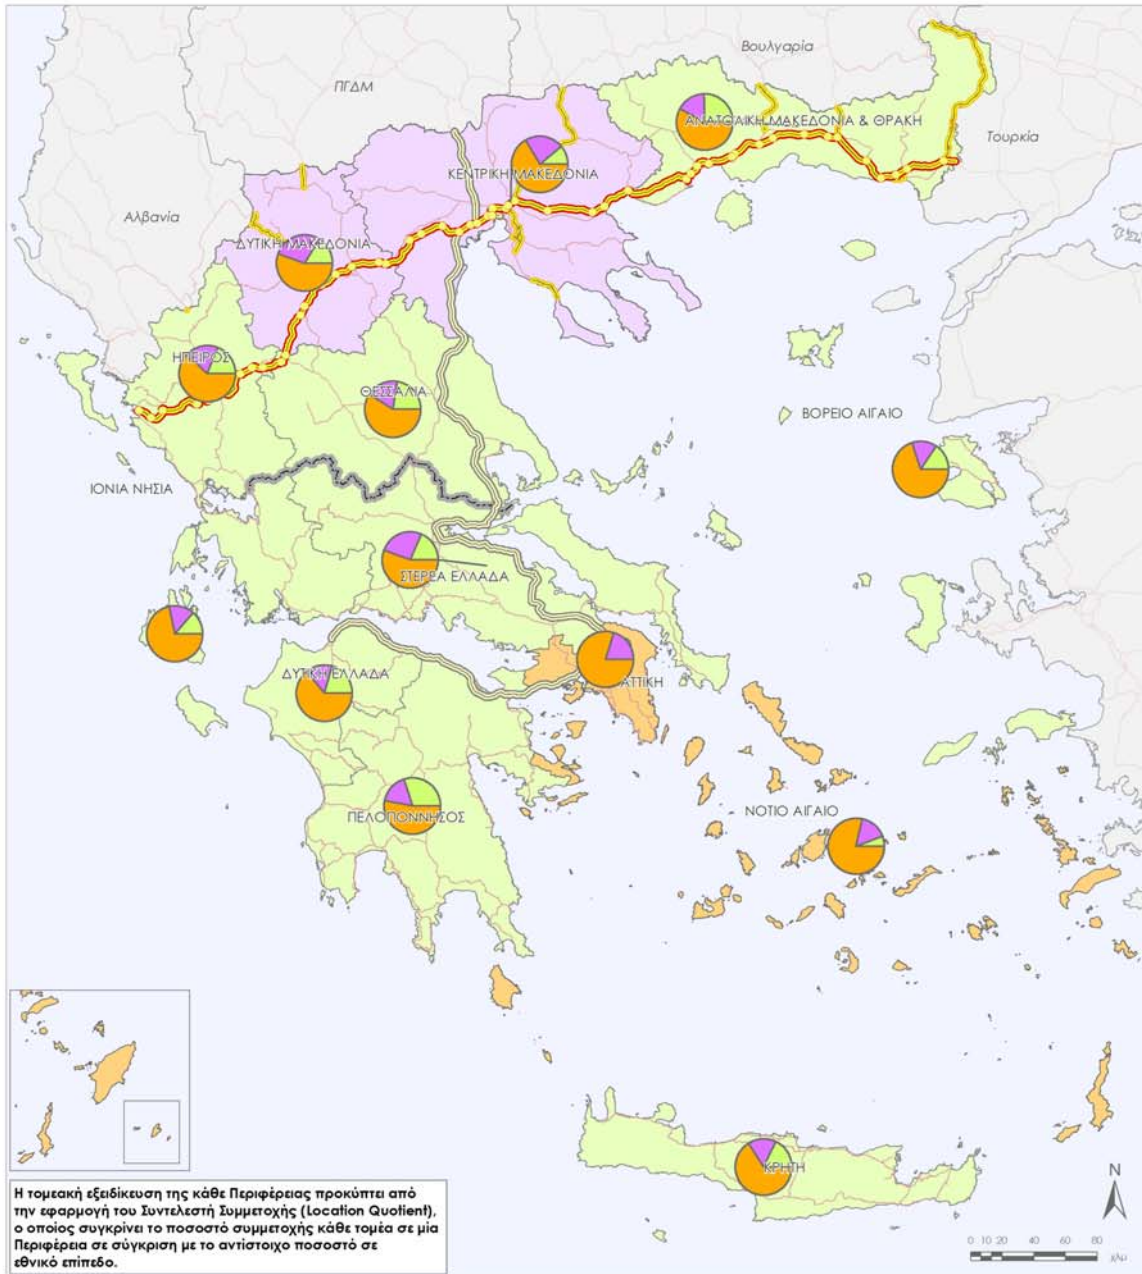 Βουλγαρία
ΠΓΔΜ
ΑΝΑΤΟΛΙΚΗ ΜΑΚΕΔΟΝΙΑ & ΘΡΑΚΗ
Τουρκία
ΚΕΝΤΡΙΚΗ ΜΑΚΕΔΟΝΙΑ
Αλβανία
ΔΥΤΙΚΗ ΜΑΚΕΔΟΝΙΑ
ΗΠΕΙΡΟΣ
ΘΕΣΣΑΛΙΑ
ΒΟΡΕΙΟ ΑΙΓΑΙΟ
ΙΟΝΙΑ ΝΗΣΙΑ
ΣΤΕΡΕΑ ΕΛΛΑΔΑ
ΔΥΤΙΚΗ ΕΛΛΑΔΑ
ΑΤΤΙΚΗ
ΝΟΤΙΟ ΑΙΓΑΙΟ
ΠΕΛΟΠΟΝΝΗΣΟΣ
ΚΡΗΤΗ
N
0 10 20 40 60 80
χλμ.
Η τομεακή εξειδίκευση της κάθε Περιφέρειας προκύπτει από
την εφαρμογή του Συντελεστή Συμμετοχής (Location Quotient),
ο οποίος συγκρίνει το ποσοστό συμμετοχής κάθε τομέα σε μία
Περιφέρεια σε σύγκριση με το αντίστοιχο ποσοστό σε
εθνικό επίπεδο.